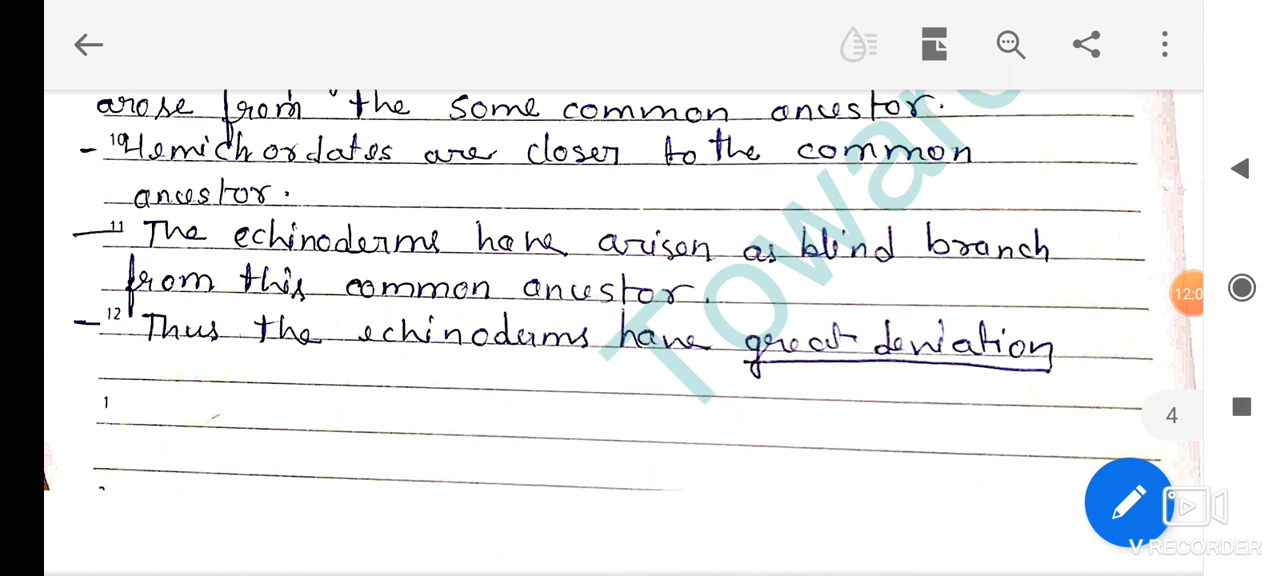 arose from the some common ancestor.
- 10 Hemichordates are closer to the common
ancestor.
- 11 The echinoderms have arisen as blind branch
from this common ancestor.
- 12 Thus the echinoderms have great deviation
1
4
12:0
Towar
V RECORDER